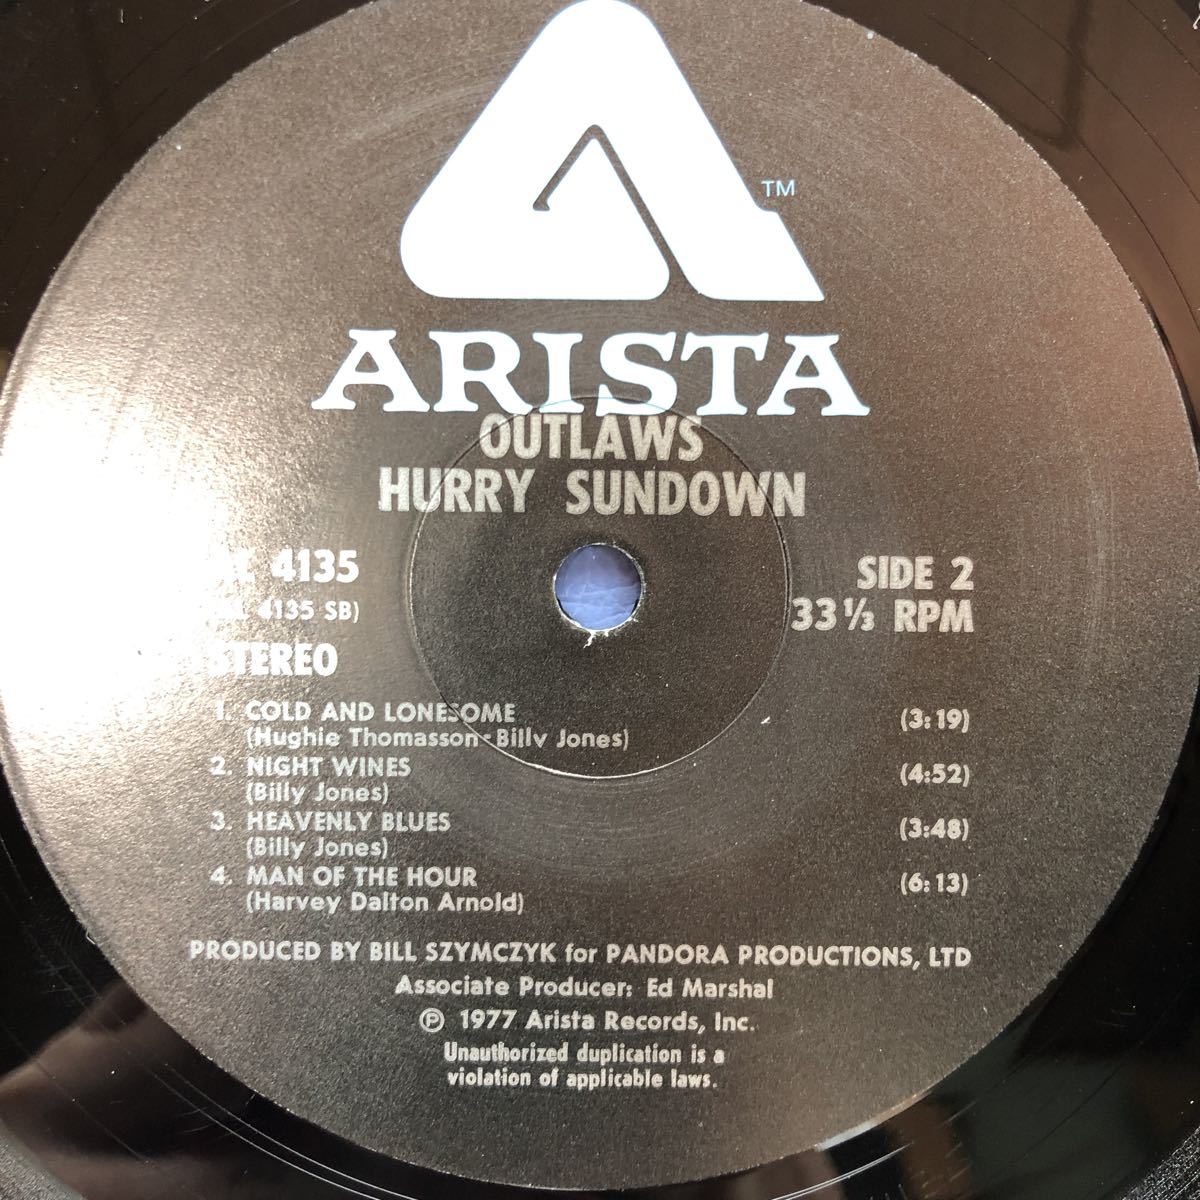 TM
ARISTA
OUTLAWS
HURRY SUNDOWN
4135
4135 SB)
STEREO
SIDE 2
33 1/3 RPM
1. COLD AND LONESOME (3:19)
(Hughie Thomasson-Billy Jones)
2. NIGHT WINES (4:52)
(Billy Jones)
3. HEAVENLY BLUES (3:48)
(Billy Jones)
4. MAN OF THE HOUR (6:13)
(Harvey Dalton Arnold)
PRODUCED BY BILL SZYMCZYK for PANDORA PRODUCTIONS, LTD
Associate Producer: Ed Marshal
℗ 1977 Arista Records, Inc.
Unauthorized duplication is a
violation of applicable laws.